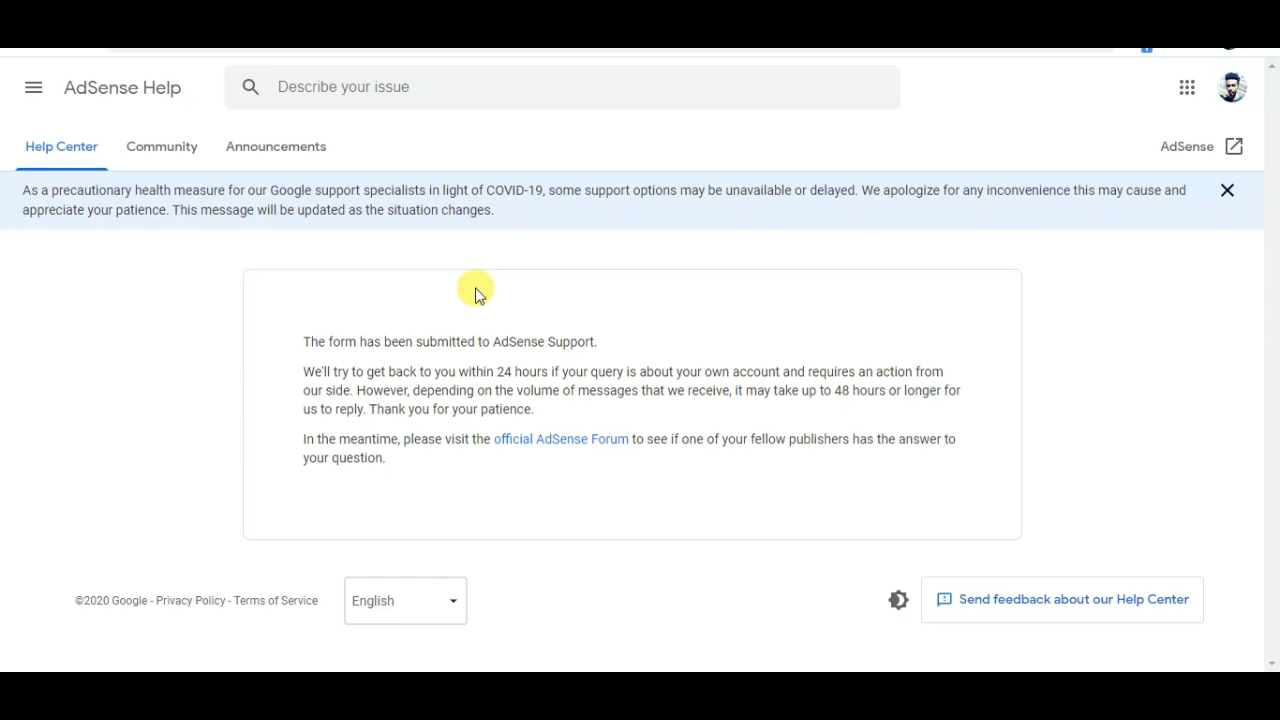 AdSense Help
Describe your issue
Help Center
Community
Announcements
AdSense
As a precautionary health measure for our Google support specialists in light of COVID-19, some support options may be unavailable or delayed. We apologize for any inconvenience this may cause and
appreciate your patience. This message will be updated as the situation changes.
The form has been submitted to AdSense Support.
We'll try to get back to you within 24 hours if your query is about your own account and requires an action from
our side. However, depending on the volume of messages that we receive, it may take up to 48 hours or longer for
us to reply. Thank you for your patience.
In the meantime, please visit the official AdSense Forum to see if one of your fellow publishers has the answer to
your question.
©2020 Google - Privacy Policy - Terms of Service
English
Send feedback about our Help Center